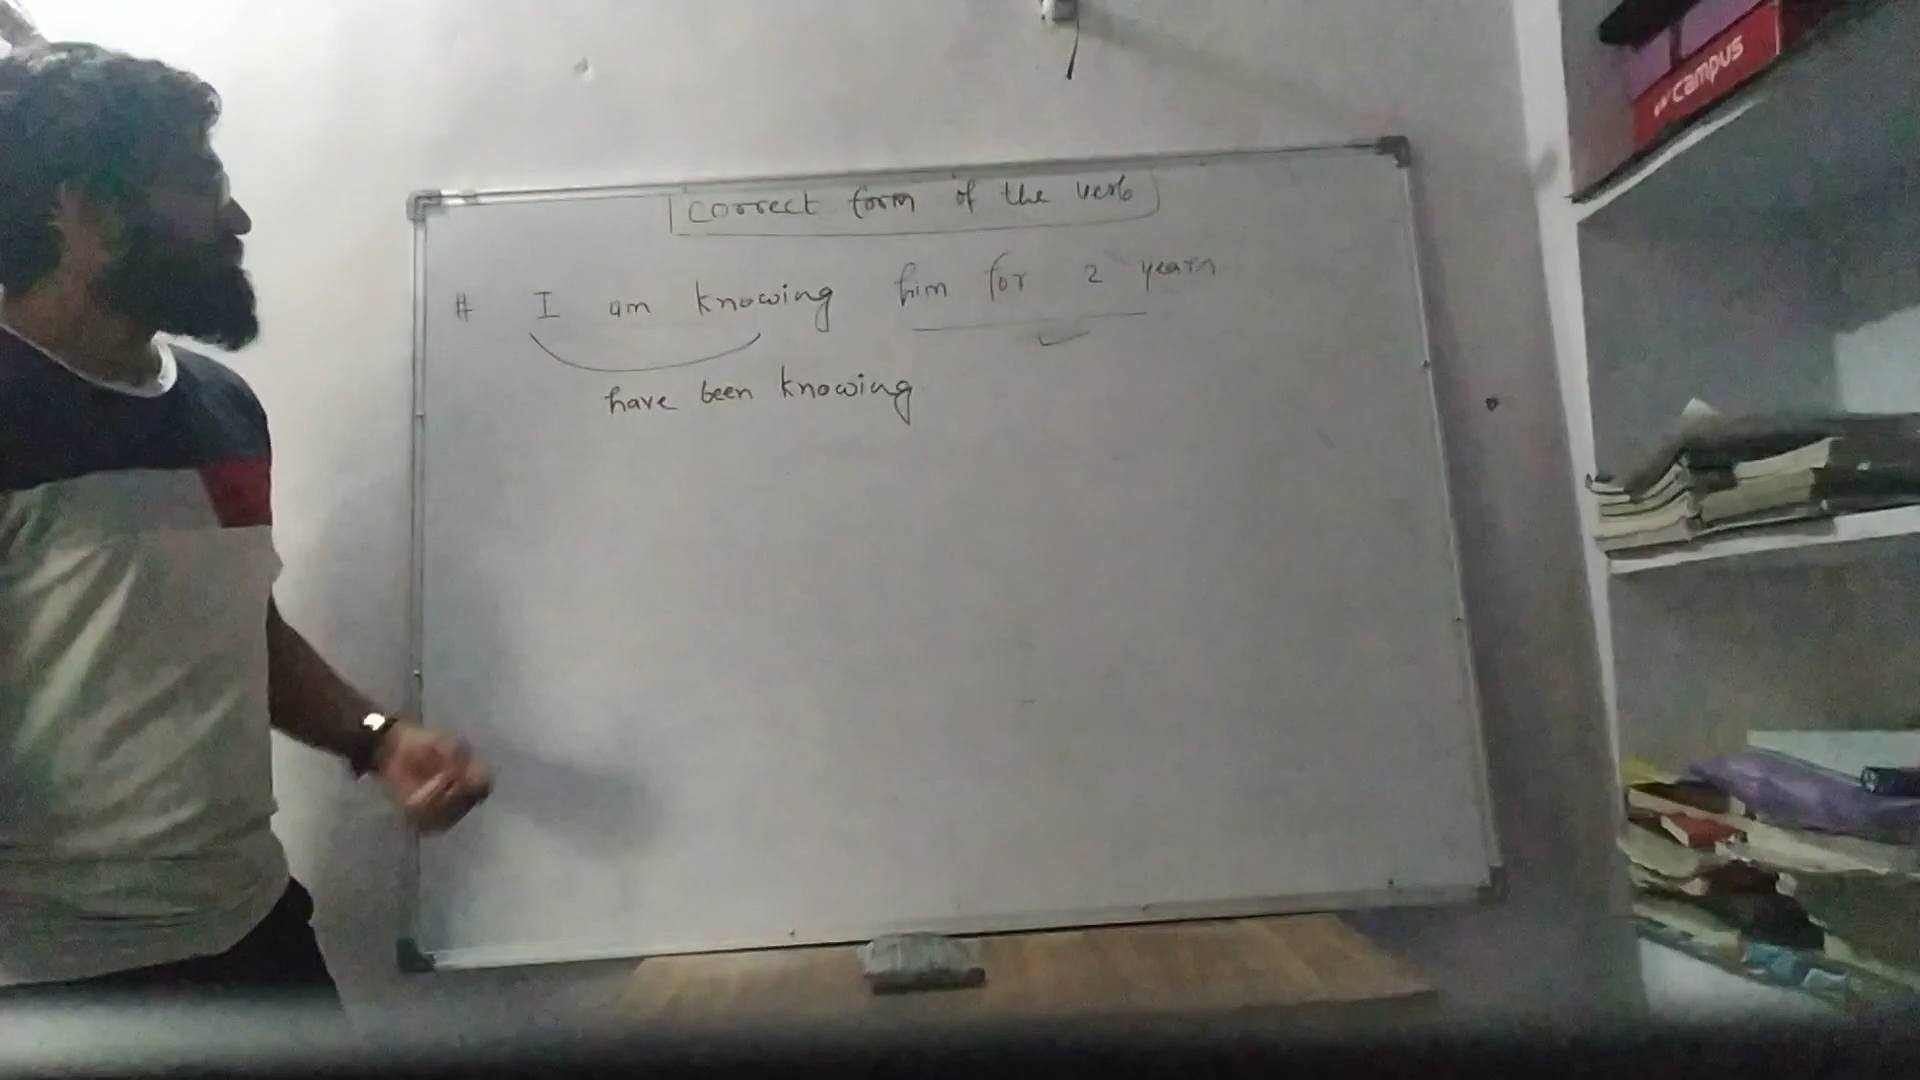 campus
correct form of the verb
# I am knowing him for 2 years
have been knowing